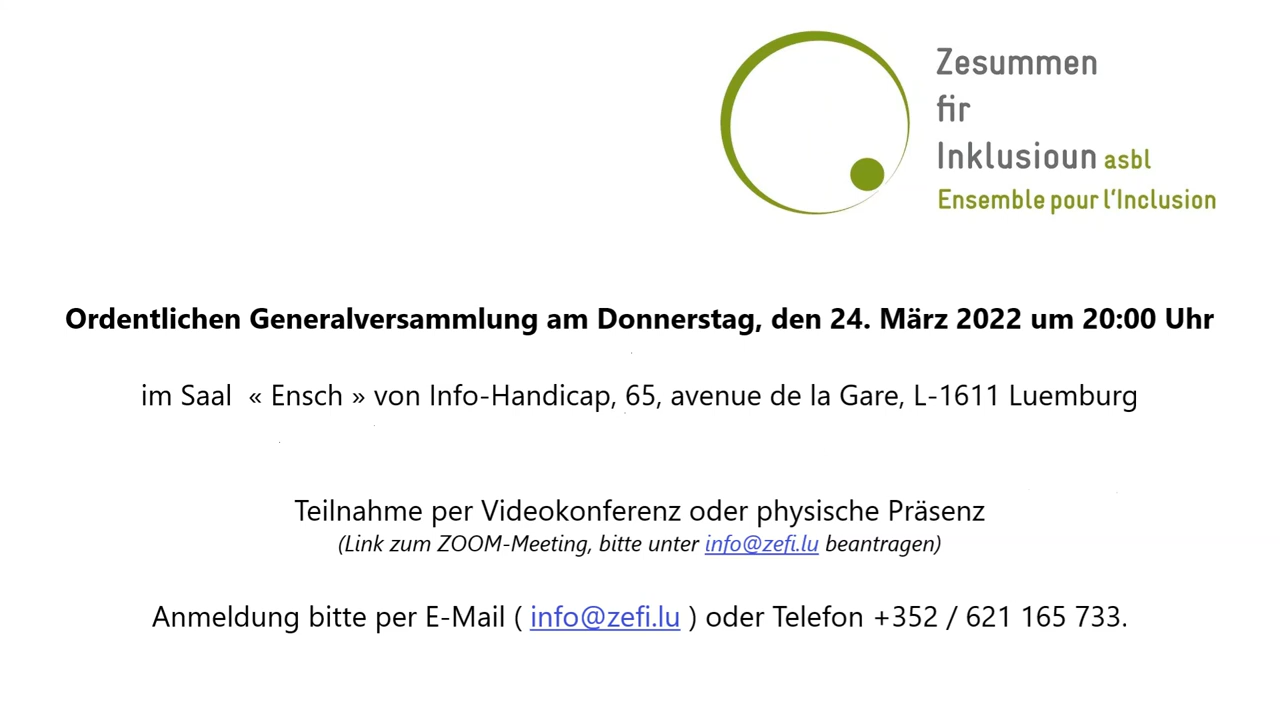 Zesummen
fir
Inklusioun asbl
Ensemble pour l'Inclusion
Ordentlichen Generalversammlung am Donnerstag, den 24. März 2022 um 20:00 Uhr
im Saal « Ensch » von Info-Handicap, 65, avenue de la Gare, L-1611 Luemburg
Teilnahme per Videokonferenz oder physische Präsenz
(Link zum ZOOM-Meeting, bitte unter info@zefi.lu beantragen)
Anmeldung bitte per E-Mail ( info@zefi.lu ) oder Telefon +352 / 621 165 733.